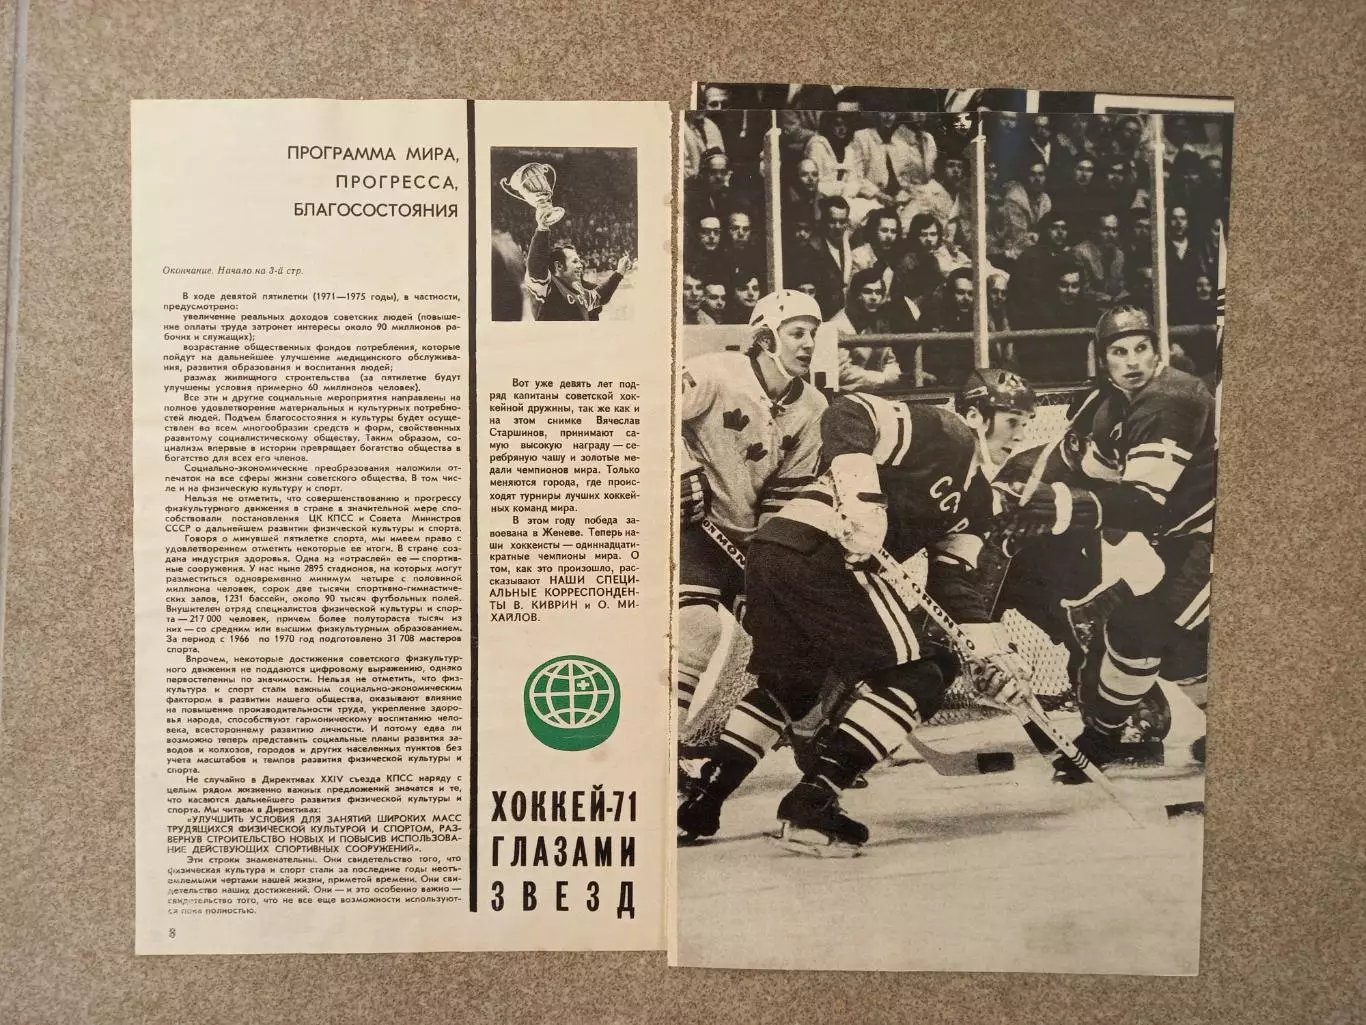 ПРОГРАММА МИРА,
ПРОГРЕССА,
БЛАГОСОСТОЯНИЯ
Окончание. Начало на 3-й стр.
В ходе девятой пятилетки (1971—1975 годы), в частности,
предусмотрено:
увеличение реальных доходов советских людей (повыше-
ние оплаты труда затронет интересы около 90 миллионов ра-
бочих и служащих);
возрастание общественных фондов потребления, которые
пойдут на дальнейшее улучшение медицинского обслужива-
ния, развития образования и воспитания людей;
размах жилищного строительства (за пятилетие будут
улучшены условия примерно 60 миллионов человек).
Все эти и другие социальные мероприятия направлены на
полное удовлетворение материальных и культурных потребно-
стей людей. Подъем благосостояния и культуры будет осуще-
ствлен во всем многообразии средств и форм, свойственных
развитому социалистическому обществу. Таким образом, со-
циализм впервые в истории превращает богатство общества в
богатство для всех его членов.
Социально-экономические преобразования наложили от-
печаток на все сферы жизни советского общества. В том чис-
ле и на физическую культуру и спорт.
Нельзя не отметить, что совершенствованию и прогрессу
физкультурного движения в стране в значительной мере спо-
собствовали постановления ЦК КПСС и Совета Министров
СССР о дальнейшем развитии физической культуры и спорта.
Говоря о минувшей пятилетке спорта, мы имеем право с
удовлетворением отметить некоторые ее итоги. В стране соз-
дана индустрия здоровья. Одна из «отраслей» ее — спортив-
ные сооружения. У нас ныне 2895 стадионов, на которых могут
разместиться одновременно минимум четыре с половиной
миллиона человек, сорок две тысячи спортивно-гимнастиче-
ских залов, 1231 бассейн, около 90 тысяч футбольных полей.
Внушителен отряд специалистов физической культуры и спор-
та — 217 000 человек, причем более полутораста тысяч из
них — со средним или высшим физкультурным образованием.
За период с 1966 по 1970 год подготовлено 31 708 мастеров
спорта.
Впрочем, некоторые достижения советского физкультур-
ного движения не поддаются цифровому выражению, однако
первостепенны по значимости. Нельзя не отметить, что физ-
культура и спорт стали важным социально-экономическим
фактором в развитии нашего общества, оказывают влияние
на повышение производительности труда, укрепление здоро-
вья народа, способствуют гармоническому воспитанию чело-
века, всестороннему развитию личности. И потому едва ли
возможно теперь представить социальные планы развития за-
водов и колхозов, городов и других населенных пунктов без
учета масштабов и темпов развития физической культуры и
спорта.
Не случайно в Директивах XXIV съезда КПСС наряду с
целым рядом жизненно важных предложений значатся и те,
что касаются дальнейшего развития физической культуры и
спорта. Мы читаем в Директивах:
«УЛУЧШИТЬ УСЛОВИЯ ДЛЯ ЗАНЯТИЙ ШИРОКИХ МАСС
ТРУДЯЩИХСЯ ФИЗИЧЕСКОЙ КУЛЬТУРОЙ И СПОРТОМ, РАЗ-
ВЕРНУВ СТРОИТЕЛЬСТВО НОВЫХ И ПОВЫСИВ ИСПОЛЬЗОВА-
НИЕ ДЕЙСТВУЮЩИХ СПОРТИВНЫХ СООРУЖЕНИЙ».
Эти строки знаменательны. Они свидетельство того, что
физическая культура и спорт стали за последние годы неотъ-
емлемыми чертами нашей жизни, приметой времени. Они сви-
детельство наших достижений. Они — и это особенно важно —
свидетельство того, что не все еще возможности используют-
ся пока полностью.
8
Вот уже девять лет под-
ряд капитаны советской хок-
кейной дружины, так же как и
на этом снимке Вячеслав
Старшинов, принимают са-
мую высокую награду — се-
ребряную чашу и золотые ме-
дали чемпионов мира. Только
меняются города, где проис-
ходят турниры лучших хоккей-
ных команд мира.
В этом году победа за-
воевана в Женеве. Теперь на-
ши хоккеисты — одиннадцати-
кратные чемпионы мира. О
том, как это произошло, рас-
сказывают НАШИ СПЕЦИ-
АЛЬНЫЕ КОРРЕСПОНДЕН-
ТЫ В. КИВРИН и О. МИ-
ХАЙЛОВ.
ХОККЕЙ-71
ГЛАЗАМИ
ЗВЕЗД
СССР
TORONTO